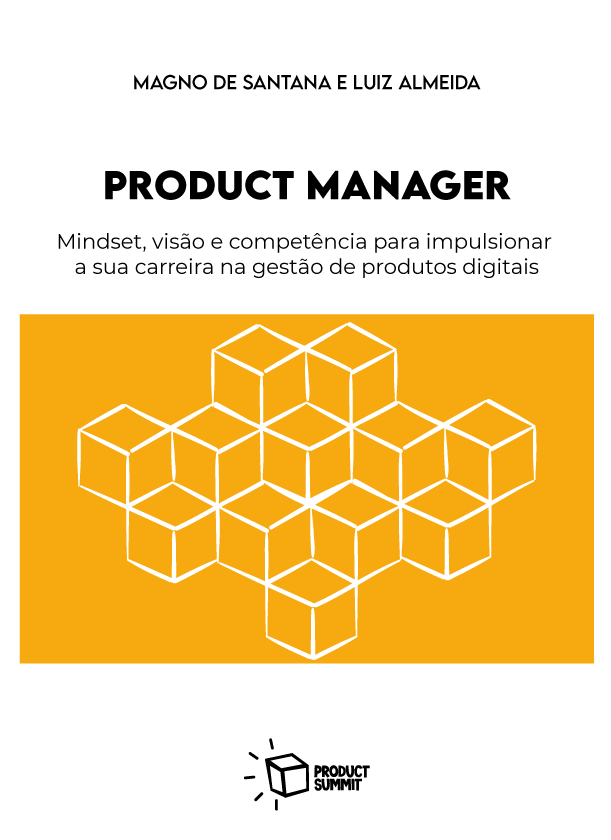 MAGNO DE SANTANA E LUIZ ALMEIDA
PRODUCT MANAGER
Mindset, visão e competência para impulsionar
a sua carreira na gestão de produtos digitais
PRODUCT
SUMMIT